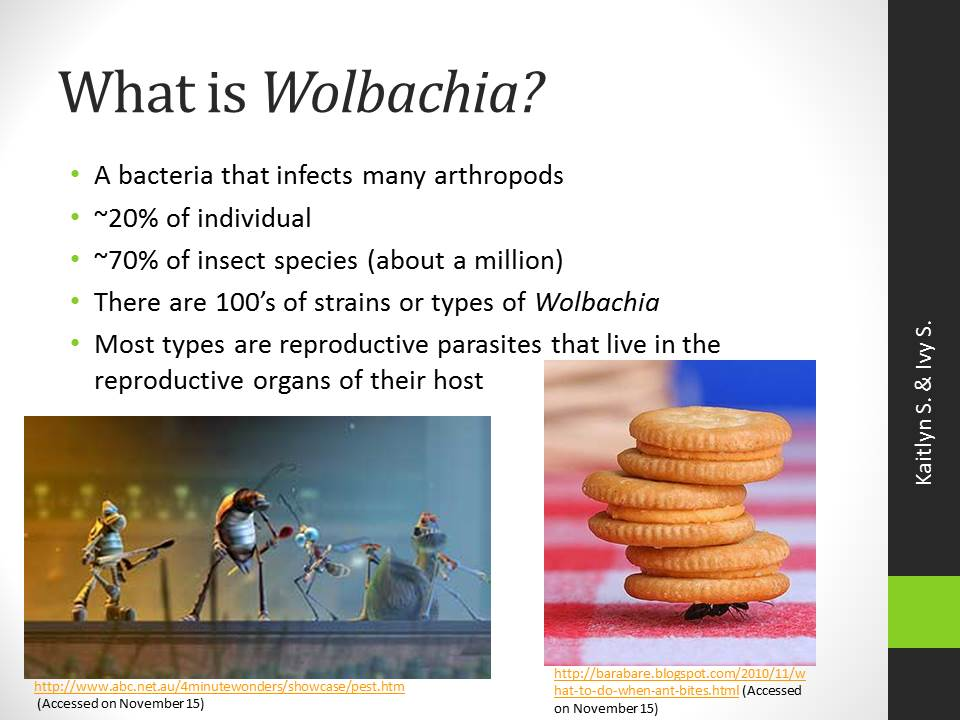 What is Wolbachia?
• A bacteria that infects many arthropods
• ~20% of individual
• ~70% of insect species (about a million)
• There are 100’s of strains or types of Wolbachia
• Most types are reproductive parasites that live in the
reproductive organs of their host
http://www.abc.net.au/4minutewonders/showcase/pest.htm
(Accessed on November 15)
http://barabare.blogspot.com/2010/11/w
hat-to-do-when-ant-bites.html (Accessed
on November 15)
Kaitlyn S. & Ivy S.